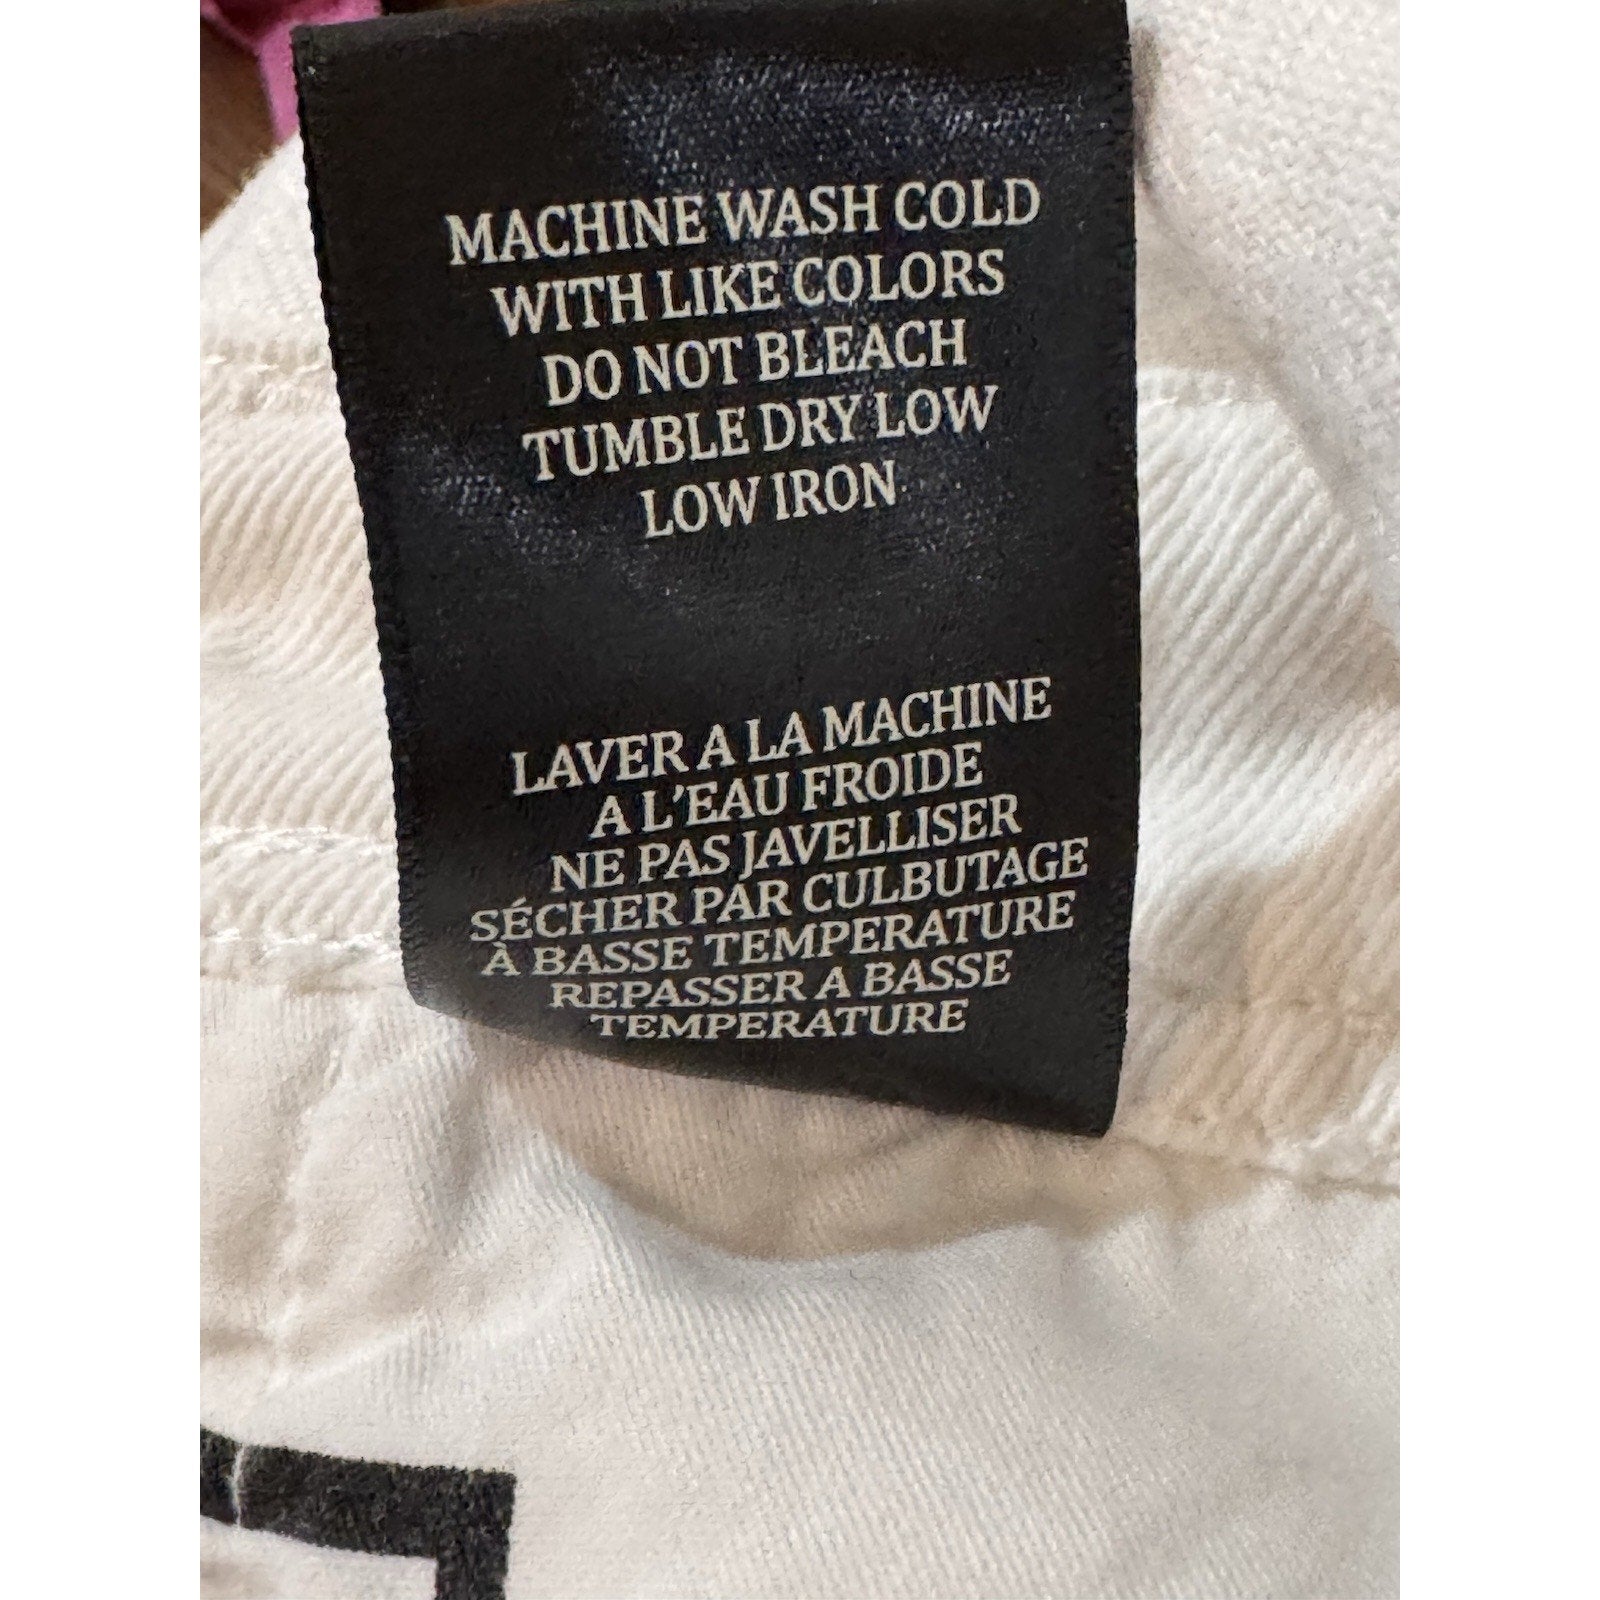 MACHINE WASH COLD
WITH LIKE COLORS
DO NOT BLEACH
TUMBLE DRY LOW
LOW IRON
LAVER A LA MACHINE
A L'EAU FROIDE
NE PAS JAVELLISER
SÉCHER PAR CULBUTAGE
À BASSE TEMPERATURE
REPASSER A BASSE
TEMPERATURE